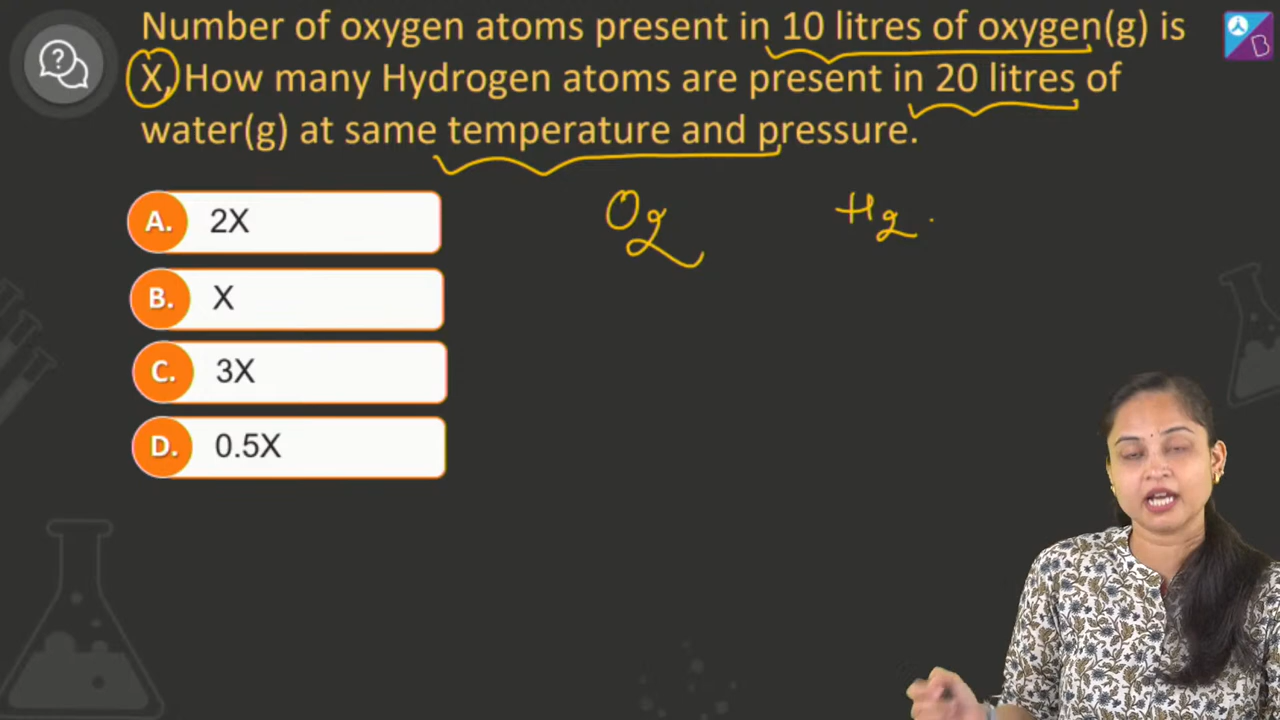 Number of oxygen atoms present in 10 litres of oxygen(g) is
X, How many Hydrogen atoms are present in 20 litres of
water(g) at same temperature and pressure.
A. 2X
O2 H2
B. X
C. 3X
D. 0.5X
B